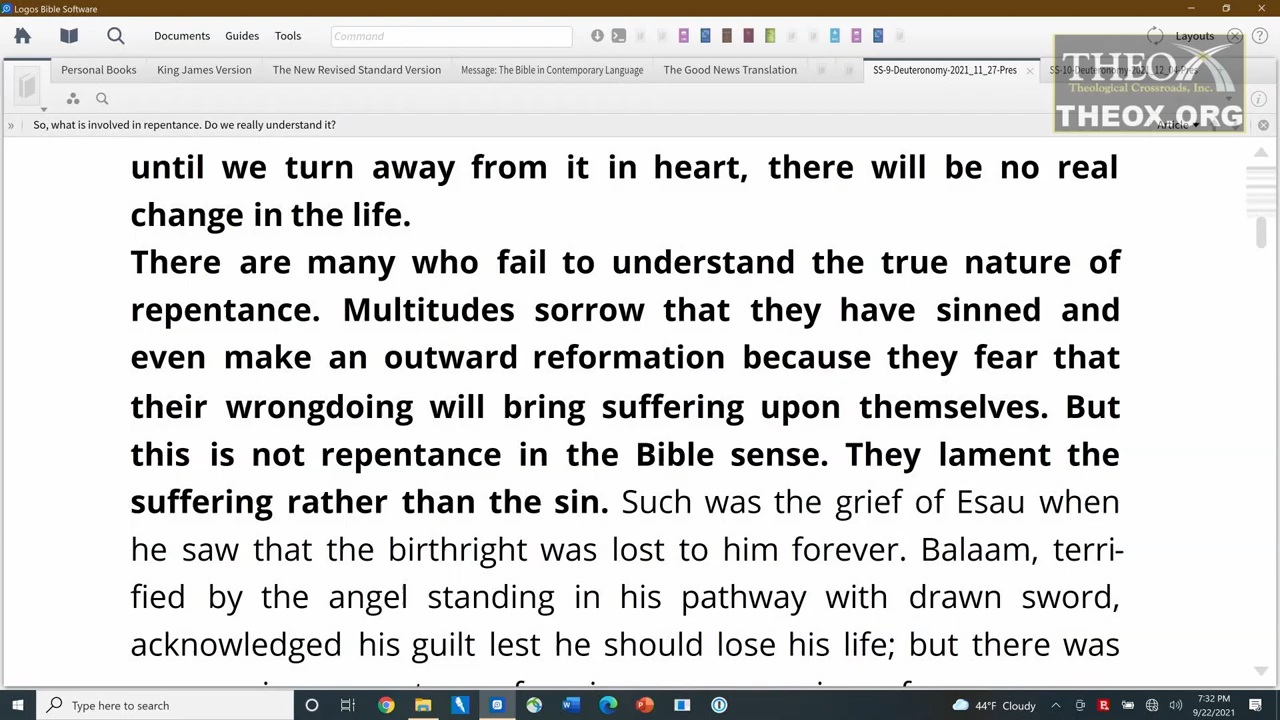 Logos Bible Software
Documents Guides Tools Command Layouts
THEOX
Theological Crossroads, Inc.
THEOX.ORG
Personal Books King James Version The New Revised S Message: The Bible in Contemporary Language The Good News Translation SS-9-Deuteronomy-2021_11_27-Pres SS-10-Deuteronomy-2021_12_04-Pres
So, what is involved in repentance. Do we really understand it? Article
until we turn away from it in heart, there will be no real
change in the life.
There are many who fail to understand the true nature of
repentance. Multitudes sorrow that they have sinned and
even make an outward reformation because they fear that
their wrongdoing will bring suffering upon themselves. But
this is not repentance in the Bible sense. They lament the
suffering rather than the sin. Such was the grief of Esau when
he saw that the birthright was lost to him forever. Balaam, terri-
fied by the angel standing in his pathway with drawn sword,
acknowledged his guilt lest he should lose his life; but there was
Type here to search
44°F Cloudy
7:32 PM
9/22/2021